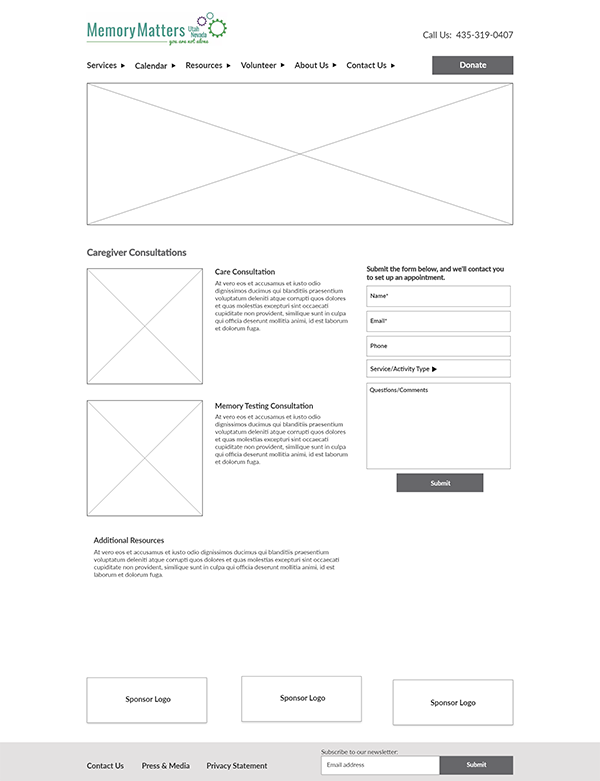 MemoryMatters Utah
Nevada
you are not alone
Call Us: 435-319-0407
Services
Calendar
Resources
Volunteer
About Us
Contact Us
Donate
Caregiver Consultations
Care Consultation
At vero eos et accusamus et iusto odio
dignissimos ducimus qui blanditiis praesentium
voluptatum deleniti atque corrupti quos dolores
et quas molestias excepturi sint occaecati
cupiditate non provident, similique sunt in culpa
qui officia deserunt mollitia animi, id est laborum
et dolorum fuga.
Memory Testing Consultation
At vero eos et accusamus et iusto odio
dignissimos ducimus qui blanditiis praesentium
voluptatum deleniti atque corrupti quos dolores
et quas molestias excepturi sint occaecati
cupiditate non provident, similique sunt in culpa
qui officia deserunt mollitia animi, id est laborum
et dolorum fuga.
Submit the form below, and we'll contact you
to set up an appointment.
Name*
Email*
Phone
Service/Activity Type
Questions/Comments
Submit
Additional Resources
At vero eos et accusamus et iusto odio dignissimos ducimus qui blanditiis praesentium
voluptatum deleniti atque corrupti quos dolores et quas molestias excepturi sint occaecati
cupiditate non provident, similique sunt in culpa qui officia deserunt mollitia animi, id est
laborum et dolorum fuga.
Sponsor Logo
Sponsor Logo
Sponsor Logo
Contact Us
Press & Media
Privacy Statement
Subscribe to our newsletter:
Email address
Submit